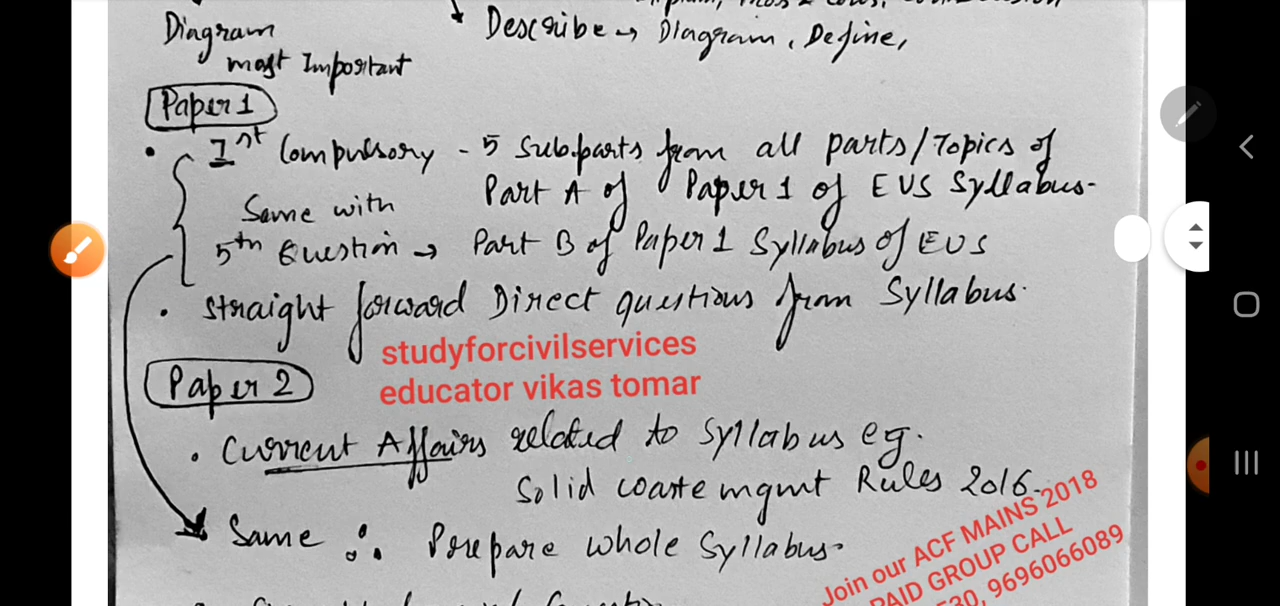 Describe → Diagram, Define,
Diagram
most Important
Paper 1
• Ist Compulsory - 5 Subparts from all parts/Topics of
Part A of Paper 1 of EVS Syllabus-
Same with
5th Question → Part B of Paper 1 Syllabus of EVS
• Straight forward Direct questions from Syllabus.
studyforcivilservices
educator vikas tomar
Paper 2
• Current Affairs related to Syllabus eg.
Solid waste mgmt Rules 2016.
Same ∴ Prepare whole Syllabus.
Join our ACF MAINS 2018
PAID GROUP CALL
530, 9696066089